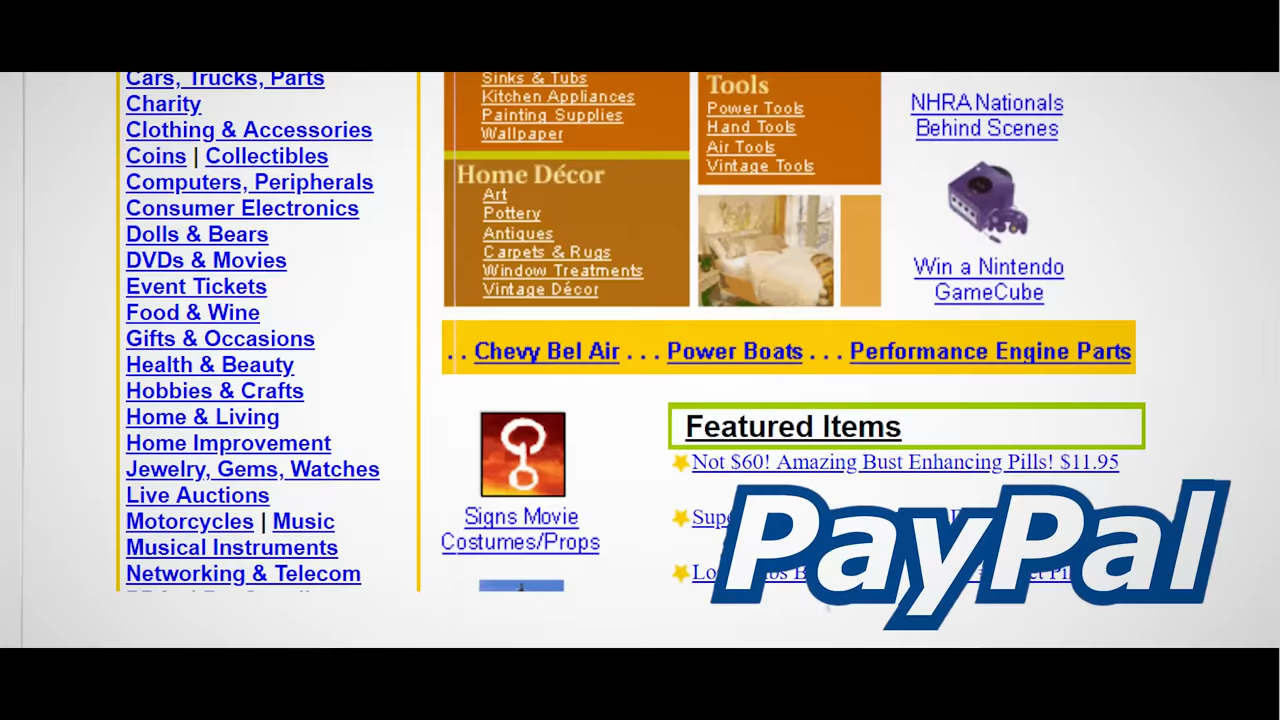 Cars, Trucks, Parts
Charity
Clothing & Accessories
Coins | Collectibles
Computers, Peripherals
Consumer Electronics
Dolls & Bears
DVDs & Movies
Event Tickets
Food & Wine
Gifts & Occasions
Health & Beauty
Hobbies & Crafts
Home & Living
Home Improvement
Jewelry, Gems, Watches
Live Auctions
Motorcycles | Music
Musical Instruments
Networking & Telecom
Sinks & Tubs
Kitchen Appliances
Painting Supplies
Wallpaper
Home Décor
Art
Pottery
Antiques
Carpets & Rugs
Window Treatments
Vintage Décor
Tools
Power Tools
Hand Tools
Air Tools
Vintage Tools
NHRA Nationals
Behind Scenes
Win a Nintendo
GameCube
. . Chevy Bel Air . . . Power Boats . . . Performance Engine Parts
Signs Movie
Costumes/Props
Featured Items
Not $60! Amazing Bust Enhancing Pills! $11.95
PayPal